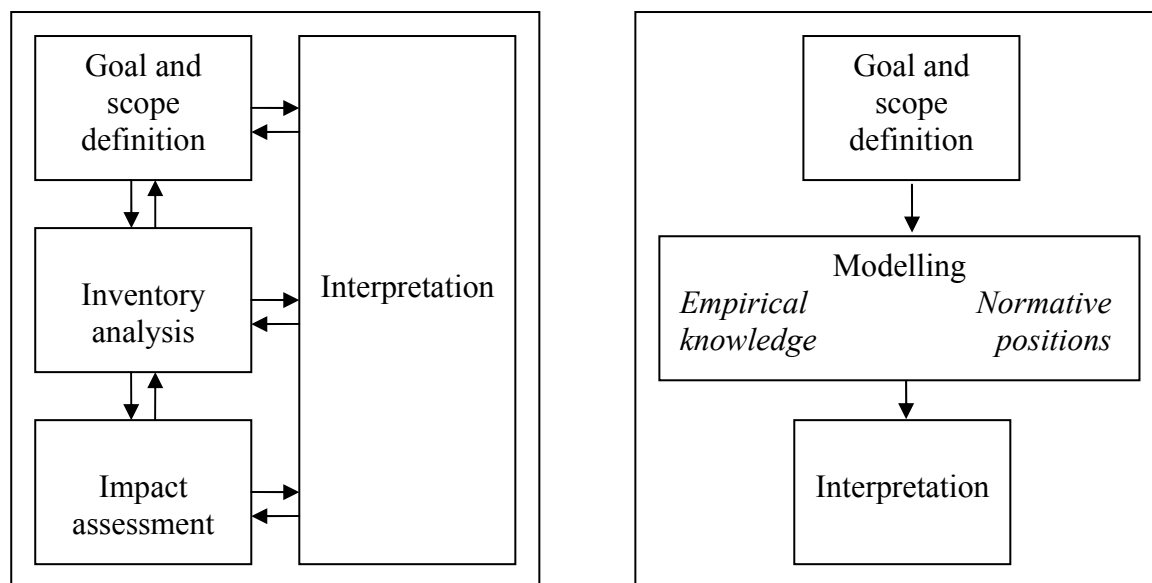 Goal and
scope
definition
Inventory
analysis
Impact
assessment
Interpretation
Goal and
scope
definition
Modelling
Empirical
knowledge
Normative
positions
Interpretation